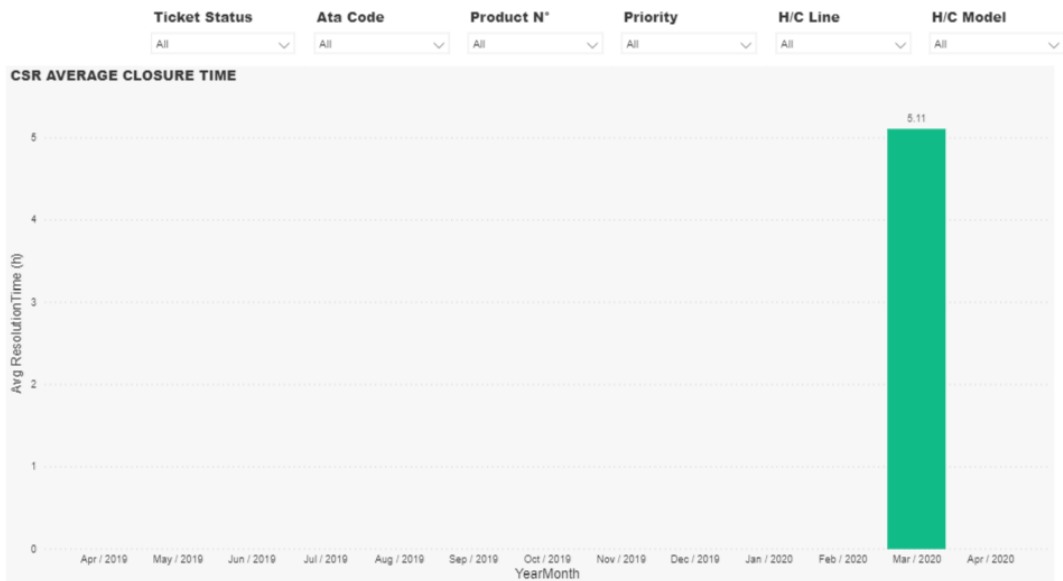 Ticket Status Ata Code Product N° Priority H/C Line H/C Model
All All All All All All
CSR AVERAGE CLOSURE TIME
5.11
5
4
3
2
1
0
Avg ResolutionTime (h)
Apr / 2019 May / 2019 Jun / 2019 Jul / 2019 Aug / 2019 Sep / 2019 Oct / 2019 Nov / 2019 Dec / 2019 Jan / 2020 Feb / 2020 Mar / 2020 Apr / 2020
YearMonth